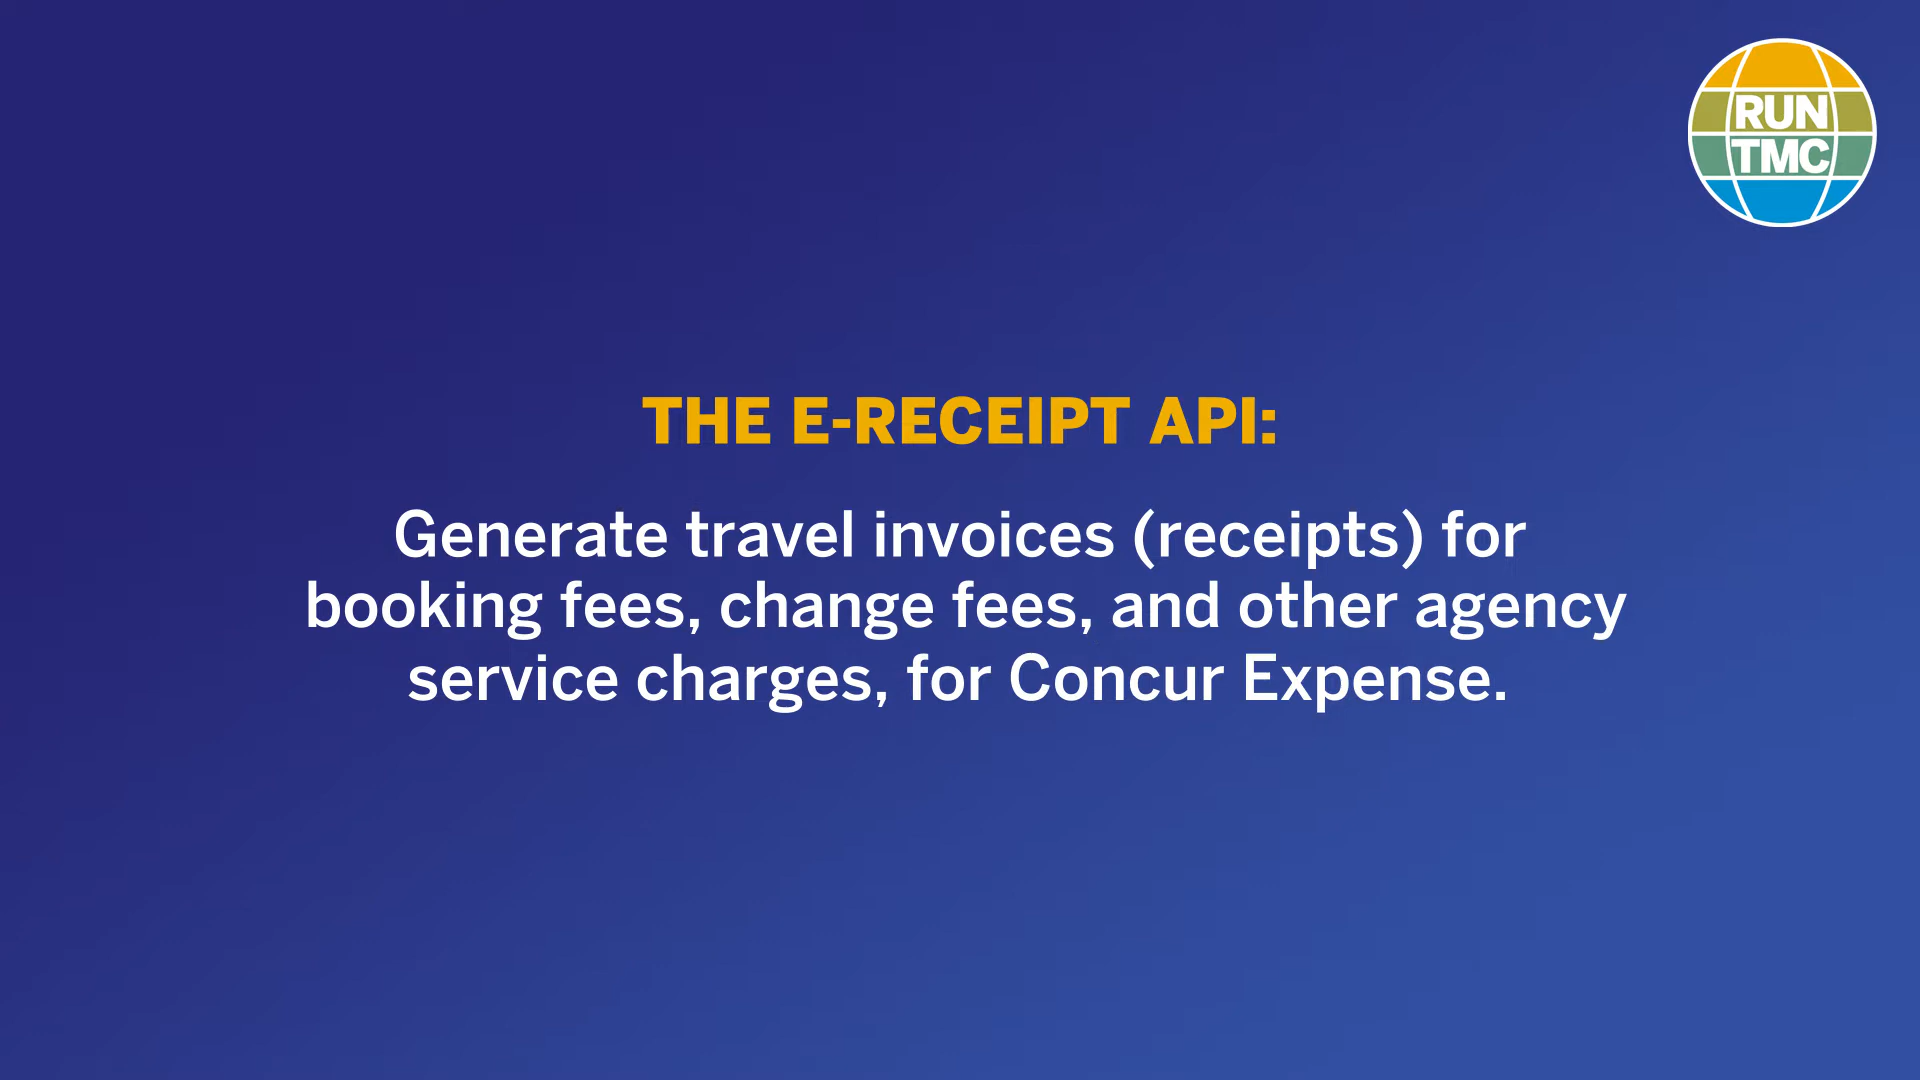 RUN
TMC
THE E-RECEIPT API:
Generate travel invoices (receipts) for
booking fees, change fees, and other agency
service charges, for Concur Expense.